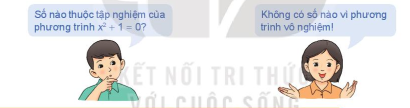 Số nào thuộc tập nghiệm của
phương trình x² + 1 = 0?
Không có số nào vì phương
trình vô nghiệm!
KẾT NỐI TRI THỨC
VỚI CUỘC SỐNG